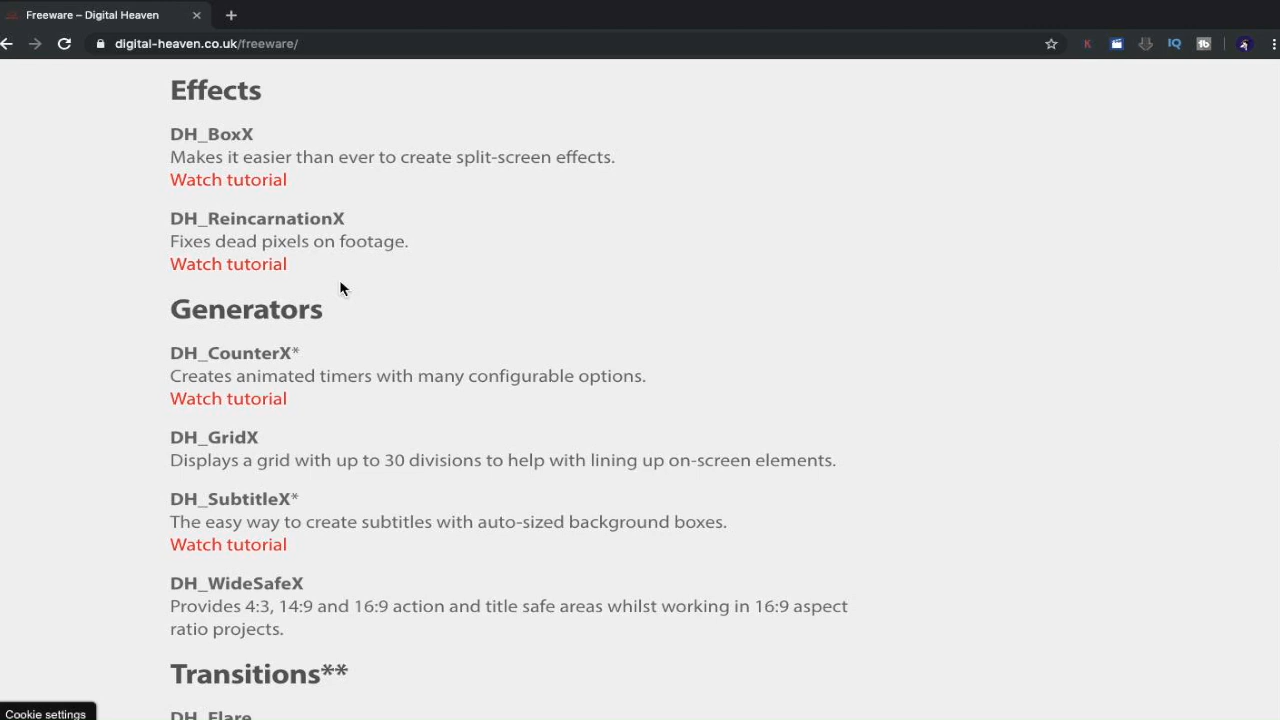 Freeware – Digital Heaven
digital-heaven.co.uk/freeware/
K
IQ
tb
Effects
DH_BoxX
Makes it easier than ever to create split-screen effects.
Watch tutorial
DH_ReincarnationX
Fixes dead pixels on footage.
Watch tutorial
Generators
DH_CounterX*
Creates animated timers with many configurable options.
Watch tutorial
DH_GridX
Displays a grid with up to 30 divisions to help with lining up on-screen elements.
DH_SubtitleX*
The easy way to create subtitles with auto-sized background boxes.
Watch tutorial
DH_WideSafeX
Provides 4:3, 14:9 and 16:9 action and title safe areas whilst working in 16:9 aspect
ratio projects.
Transitions**
DH_Flare
Cookie settings